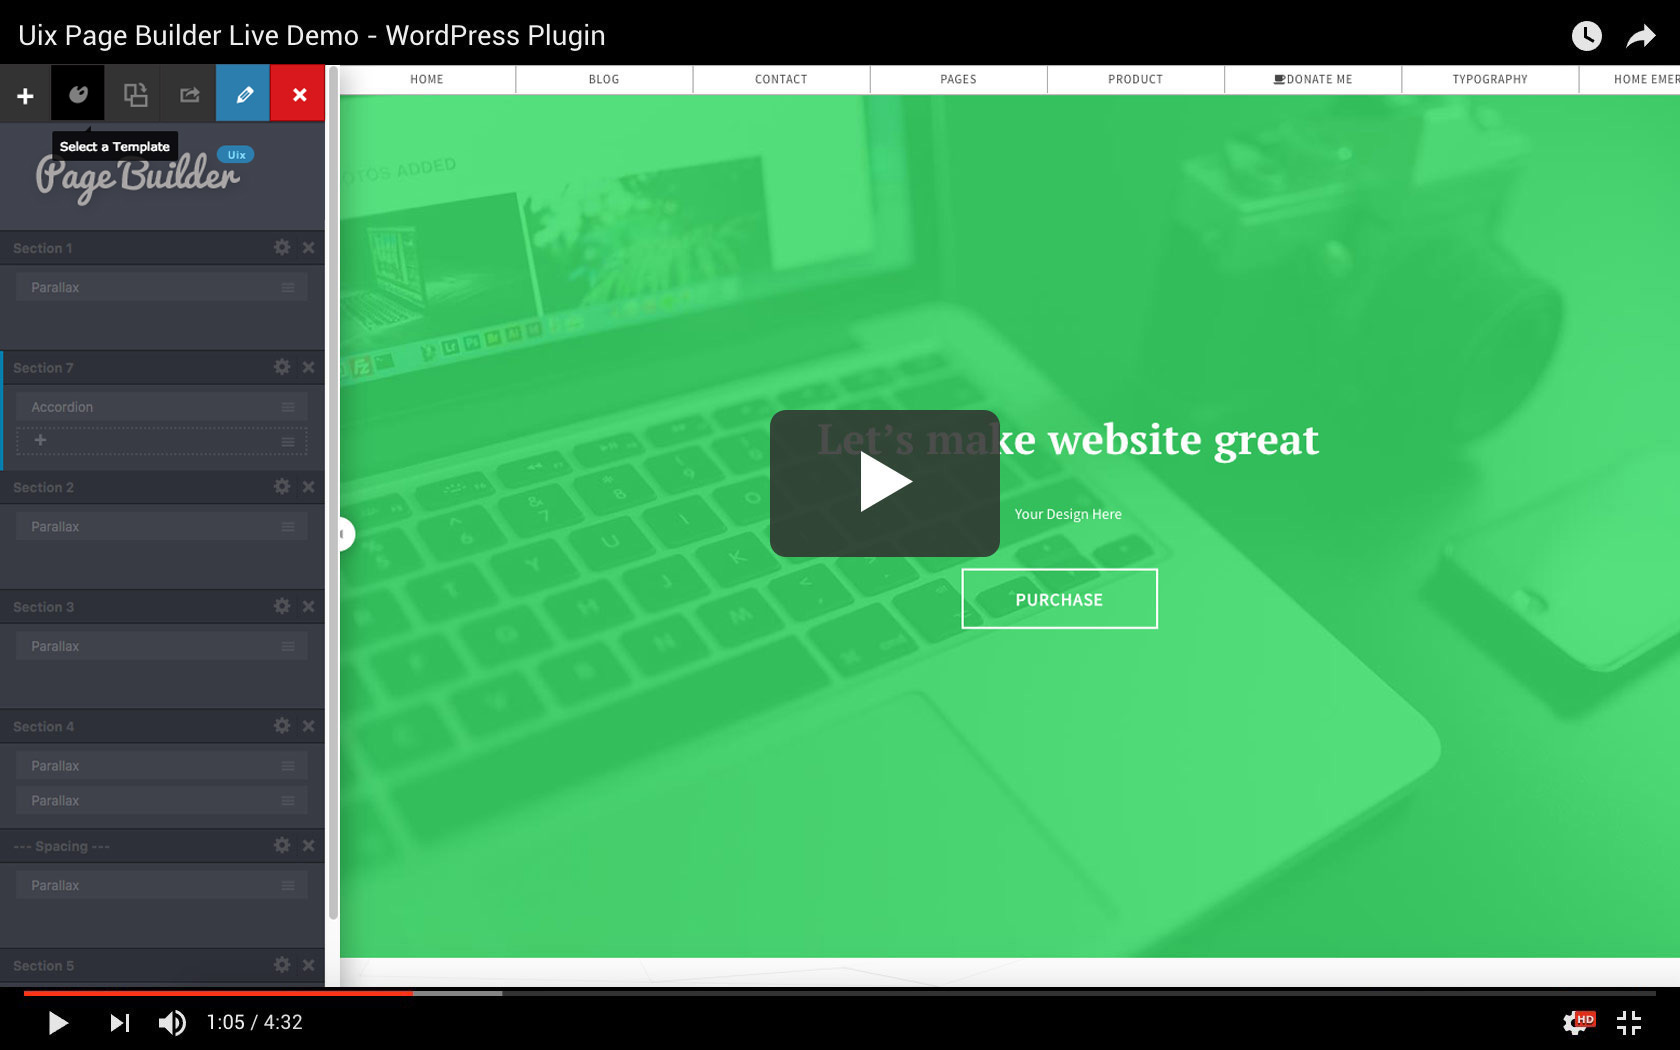 Uix Page Builder Live Demo - WordPress Plugin
HOME
BLOG
CONTACT
PAGES
PRODUCT
DONATE ME
TYPOGRAPHY
HOME EMER
Select a Template
Uix
Page Builder
OTOS ADDED
Section 1
Parallax
Section 7
Accordion
Section 2
Parallax
Section 3
Parallax
Section 4
Parallax
Parallax
--- Spacing ---
Parallax
Section 5
Let's make website great
Your Design Here
PURCHASE
1:05 / 4:32
HD